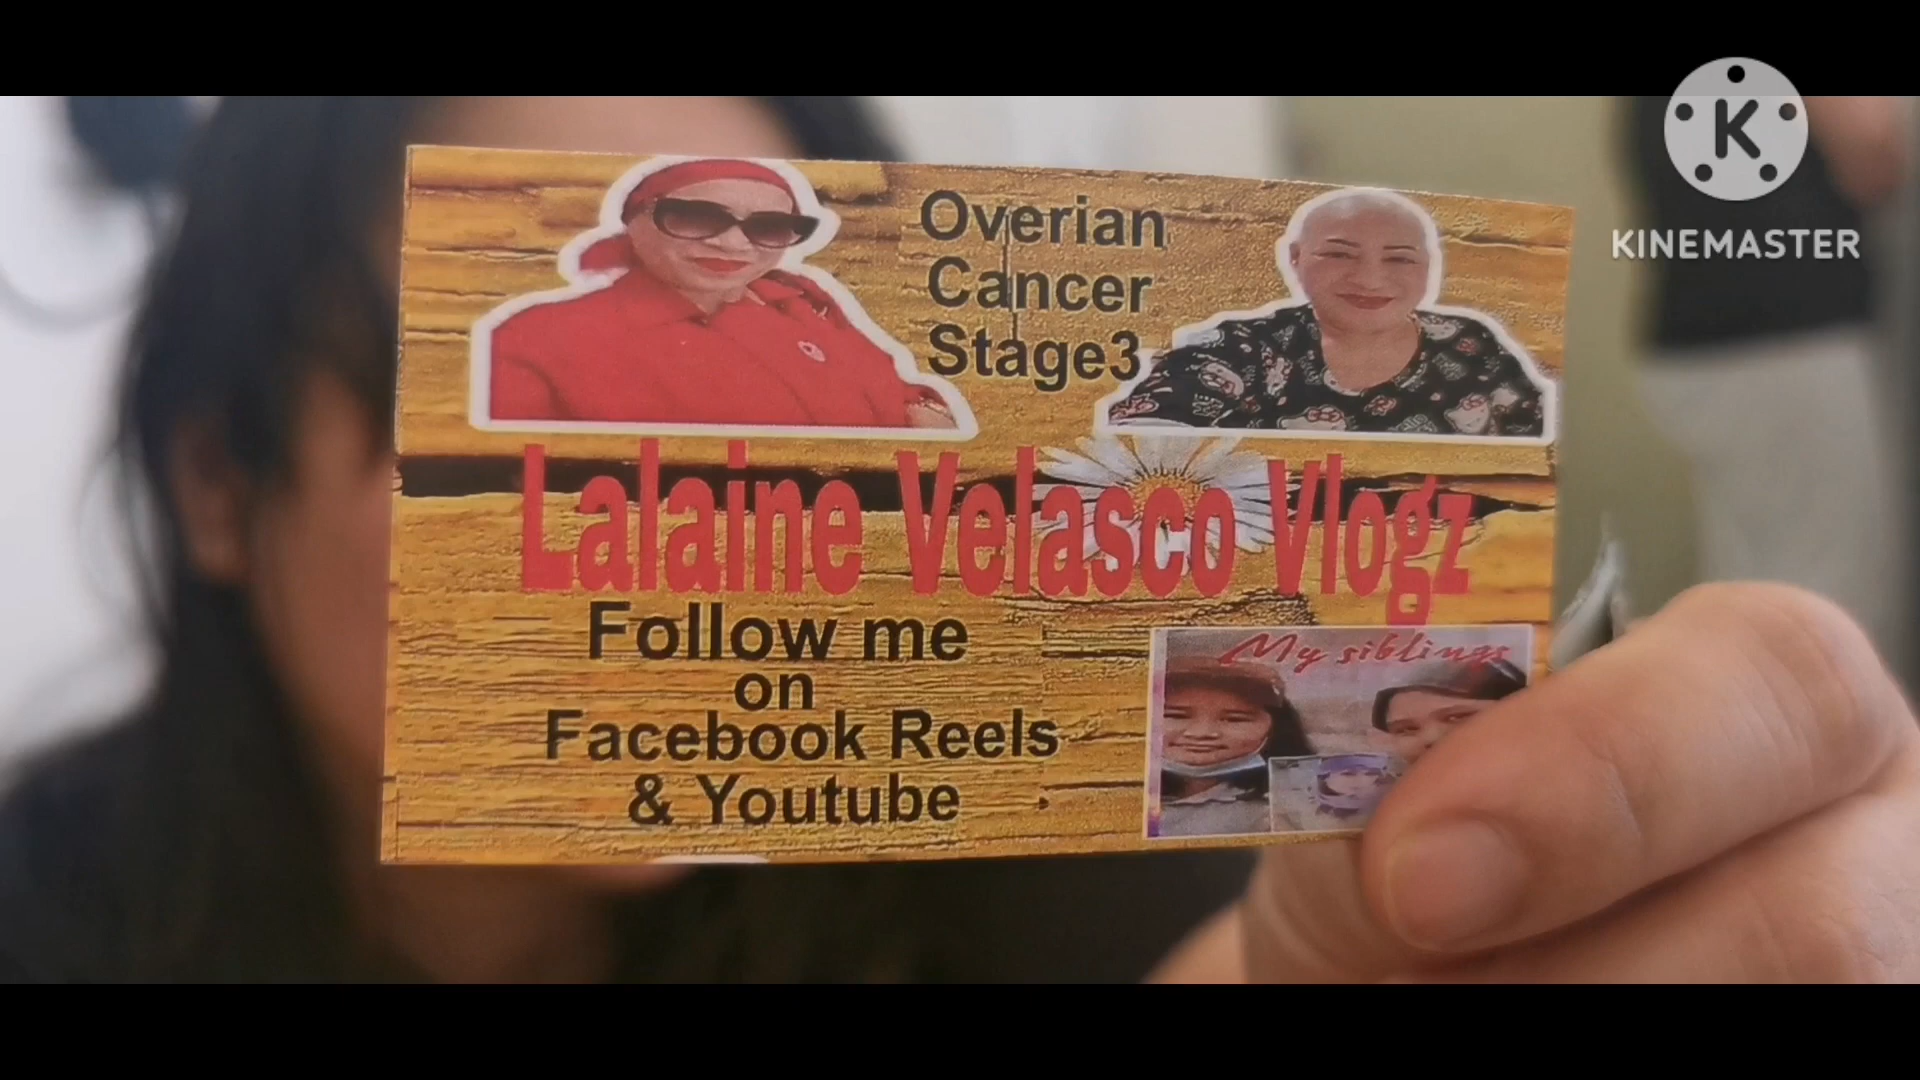 K
KINEMASTER
Overian
Cancer
Stage3
Lalaine Velasco Vlogz
Follow me
on
Facebook Reels
& Youtube
My siblings